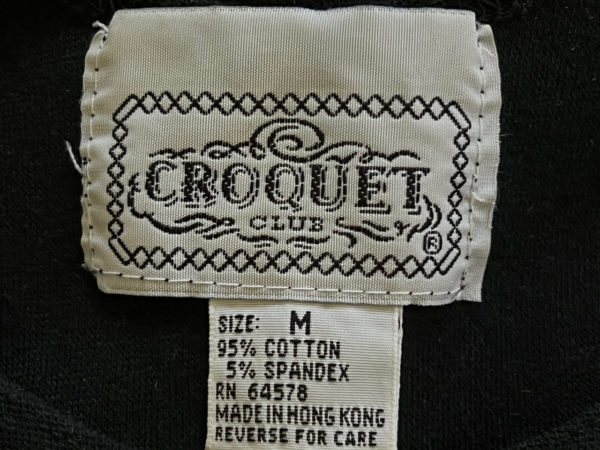 CROQUET
CLUB
®
SIZE: M
95% COTTON
5% SPANDEX
RN 64578
MADE IN HONG KONG
REVERSE FOR CARE